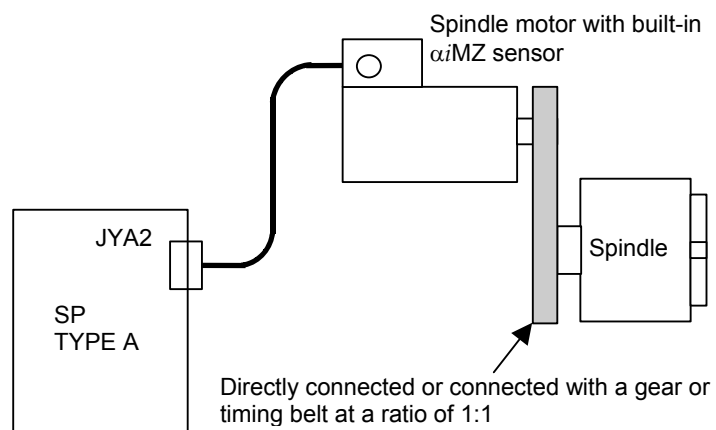 Spindle motor with built-in
αiMZ sensor
JYA2
Spindle
SP
TYPE A
Directly connected or connected with a gear or
timing belt at a ratio of 1:1